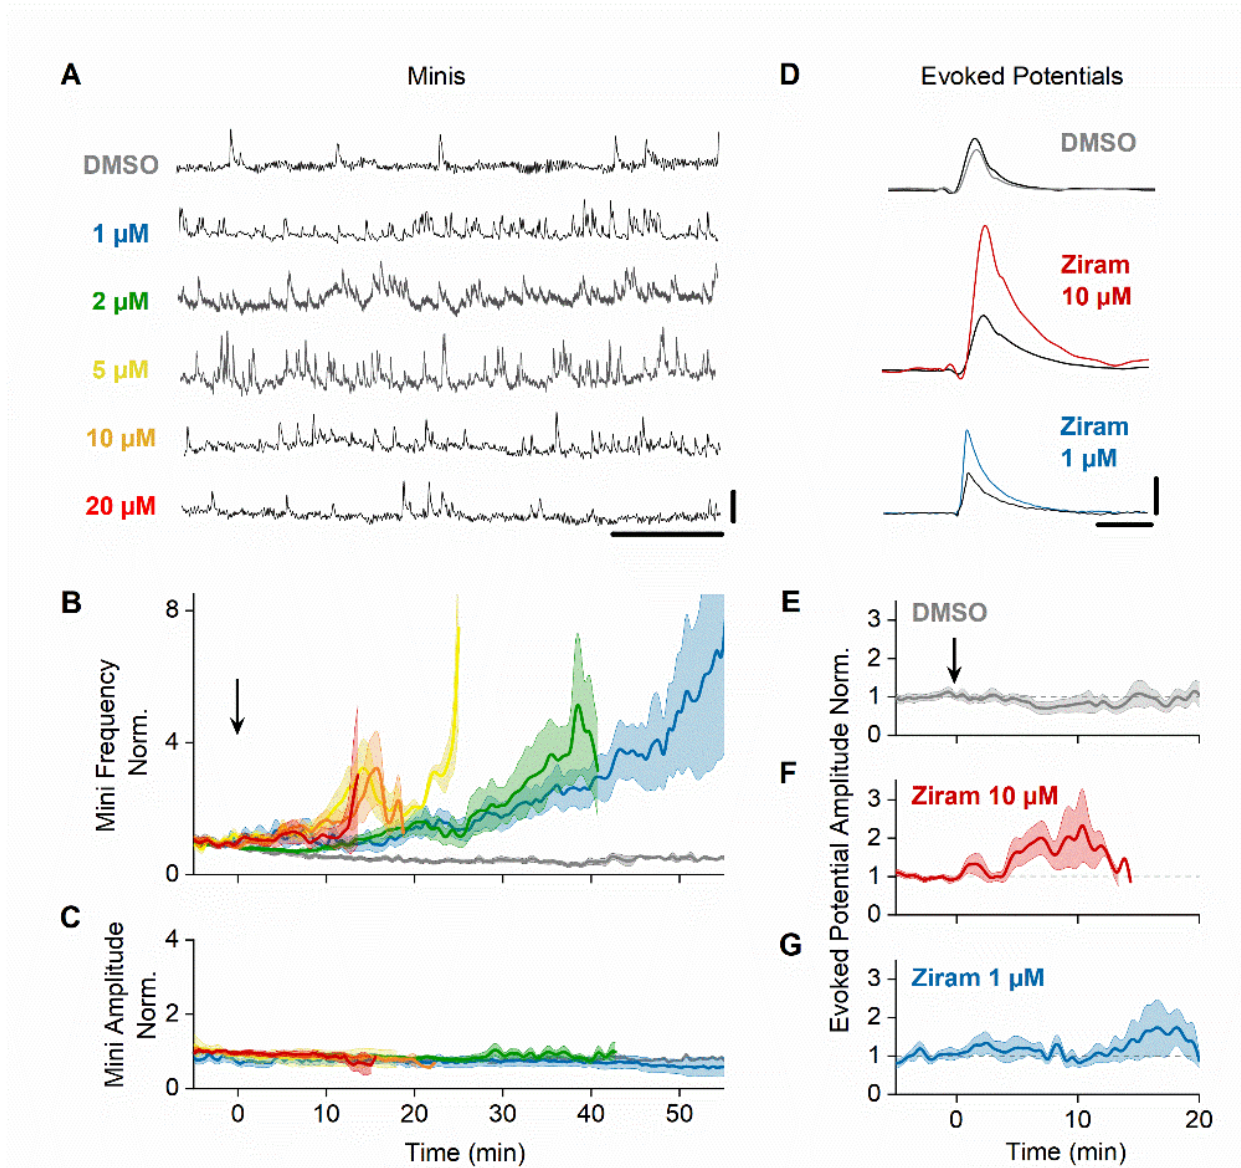 A
Minis
DMSO
1 µM
2 µM
5 µM
10 µM
20 µM
D
Evoked Potentials
DMSO
Ziram
10 µM
Ziram
1 µM
B
Mini Frequency
Norm.
8
4
0
C
Mini Amplitude
Norm.
4
2
0
0
10
20
30
40
50
Time (min)
Evoked Potential Amplitude Norm.
E
DMSO
3
2
1
0
F
Ziram 10 µM
3
2
1
0
G
Ziram 1 µM
3
2
1
0
0
10
20
Time (min)